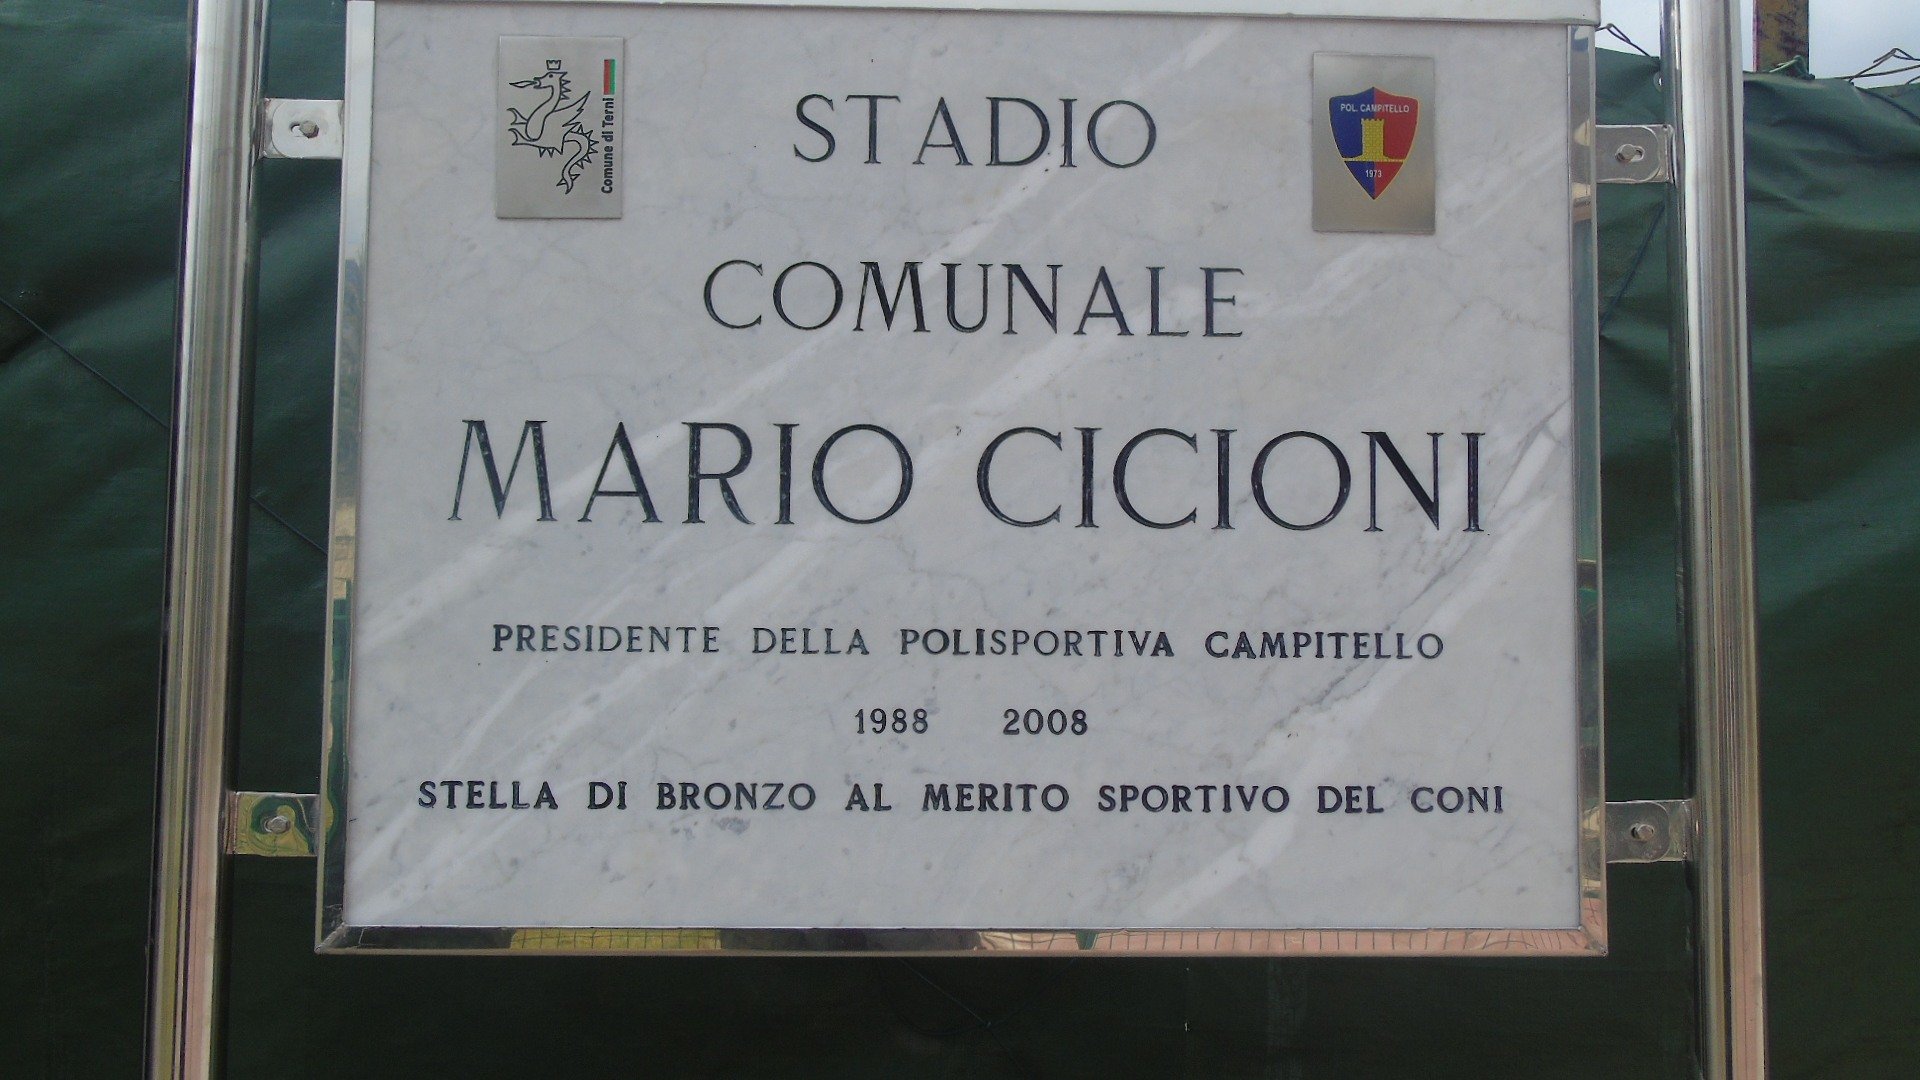 Comune di Terni
STADIO
POL. CAMPITELLO
1973
COMUNALE
MARIO CICIONI
PRESIDENTE DELLA POLISPORTIVA CAMPITELLO
1988 2008
STELLA DI BRONZO AL MERITO SPORTIVO DEL CONI